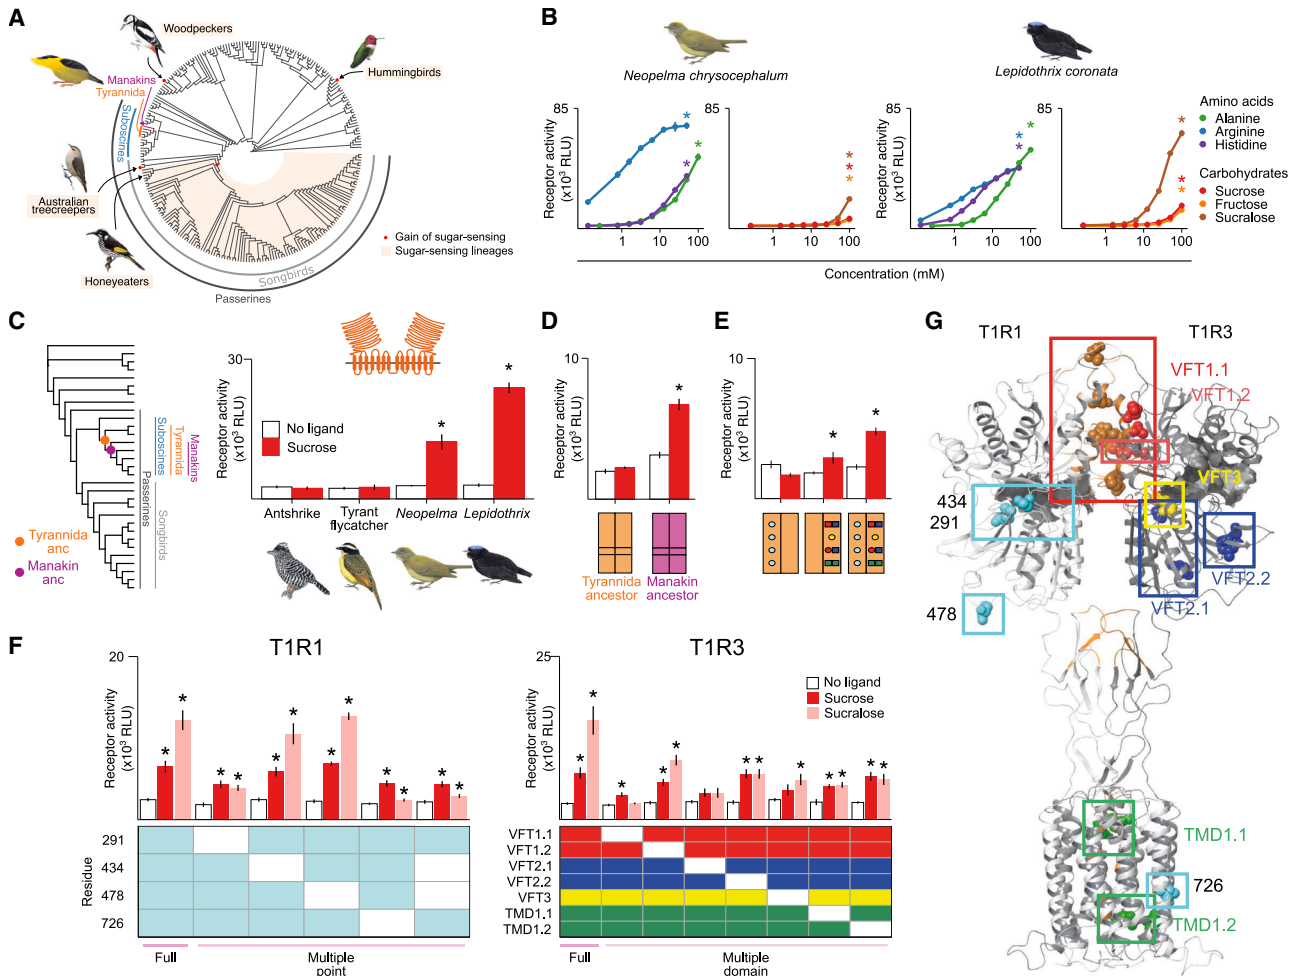 A
Woodpeckers
Hummingbirds
Manakins
Tyrannida
Suboscines
Australian
treecreepers
Honeyeaters
Gain of sugar-sensing
Sugar-sensing lineages
Songbirds
Passerines
B
Neopelma chrysocephalum
Lepidothrix coronata
85
Receptor activity
(x10³ RLU)
* * *
1 10 100
85
* * *
1 10 100
85
Receptor activity
(x10³ RLU)
* * *
1 10 100
85
* * *
1 10 100
Concentration (mM)
Amino acids
Alanine
Arginine
Histidine
Carbohydrates
Sucrose
Fructose
Sucralose
C
Manakins
Tyrannida
Suboscines
Passerines
Songbirds
Tyrannida
anc
Manakin
anc
30
Receptor activity
(x10³ RLU)
No ligand
Sucrose
* *
Antshrike
Tyrant
flycatcher
Neopelma
Lepidothrix
D
10
Receptor activity
(x10³ RLU)
*
Tyrannida
ancestor
Manakin
ancestor
E
10
Receptor activity
(x10³ RLU)
* *
F
T1R1
20
Receptor activity
(x10³ RLU)
* * * * * * * * * *
Residue
291
434
478
726
Full
Multiple
point
T1R3
25
Receptor activity
(x10³ RLU)
No ligand
Sucrose
Sucralose
* * * * * * * * * * * *
VFT1.1
VFT1.2
VFT2.1
VFT2.2
VFT3
TMD1.1
TMD1.2
Full
Multiple
domain
G
T1R1
T1R3
VFT1.1
VFT1.2
VFT3
434
291
VFT2.2
VFT2.1
478
TMD1.1
726
TMD1.2